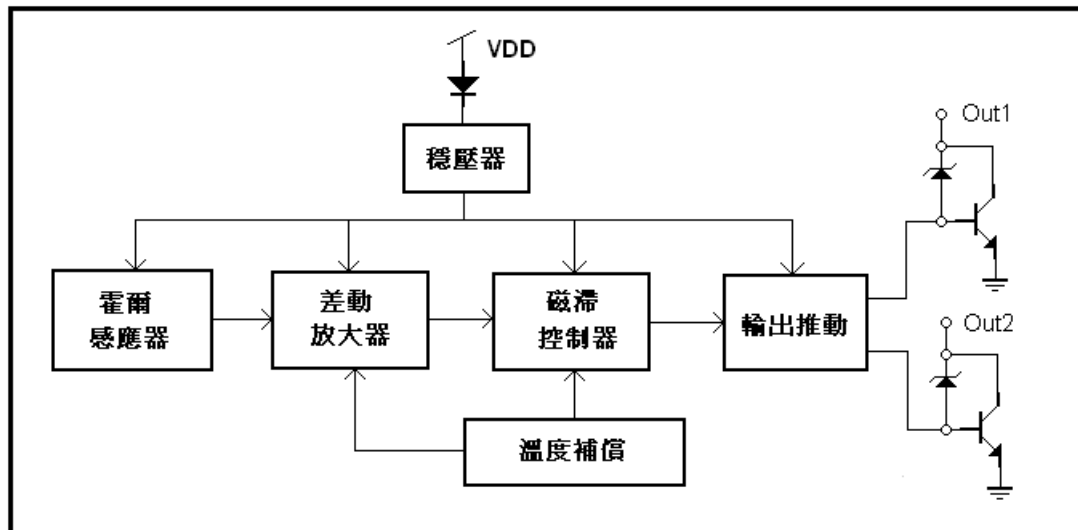 VDD
穩壓器
Out1
霍爾
感應器
差動
放大器
磁滯
控制器
輸出推動
Out2
溫度補償